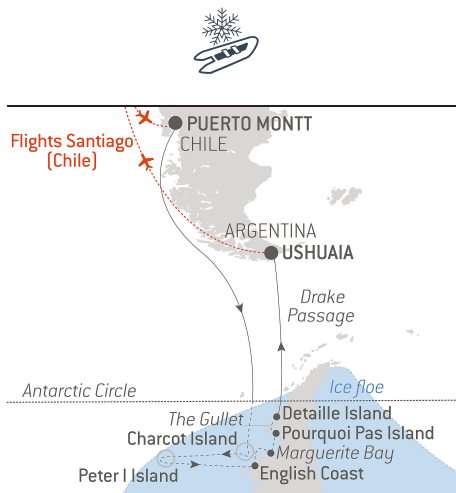 PUERTO MONTT
CHILE
Flights Santiago
(Chile)
ARGENTINA
USHUAIA
Drake
Passage
Antarctic Circle
Ice floe
The Gullet
Detaille Island
Charcot Island
Pourquoi Pas Island
Marguerite Bay
Peter I Island
English Coast